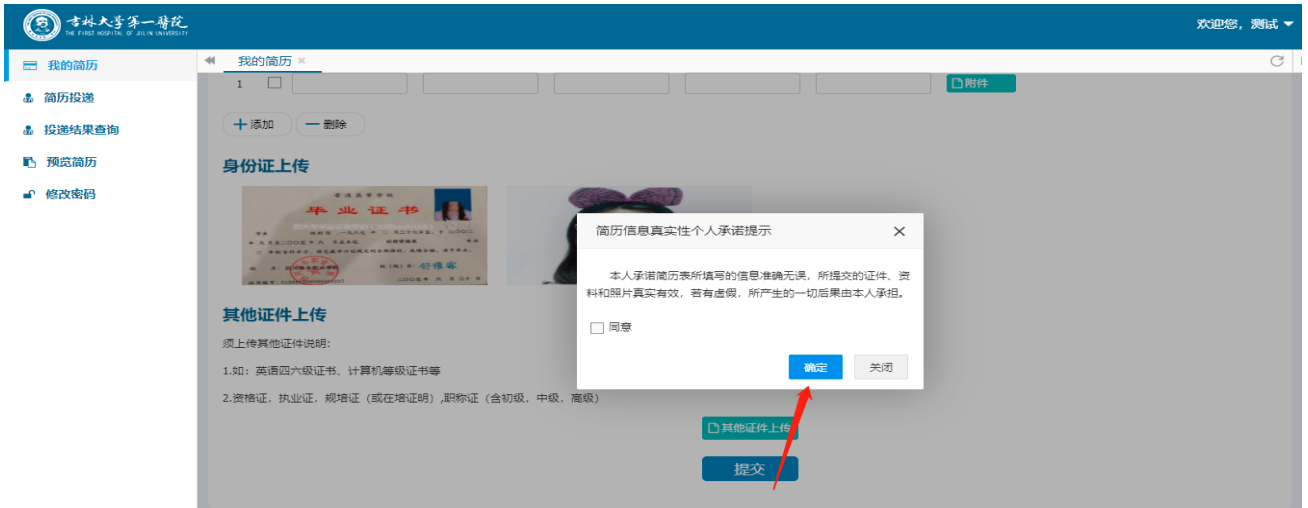 吉林大学第一醫院
THE FIRST HOSPITAL OF JILIN UNIVERSITY
欢迎您，测试
我的简历
简历投递
投递结果查询
预览简历
修改密码
我的简历 ×
1
附件
添加
删除
身份证上传
普通高等学校
毕业证书
其他证件上传
须上传其他证件说明:
1.如：英语四六级证书、计算机等级证书等
2.资格证，执业证，规培证（或在培证明）,职称证（含初级，中级，高级）
其他证件上传
提交
简历信息真实性个人承诺提示
本人承诺简历表所填写的信息准确无误，所提交的证件、资
料和照片真实有效，若有虚假，所产生的一切后果由本人承担。
同意
确定
关闭